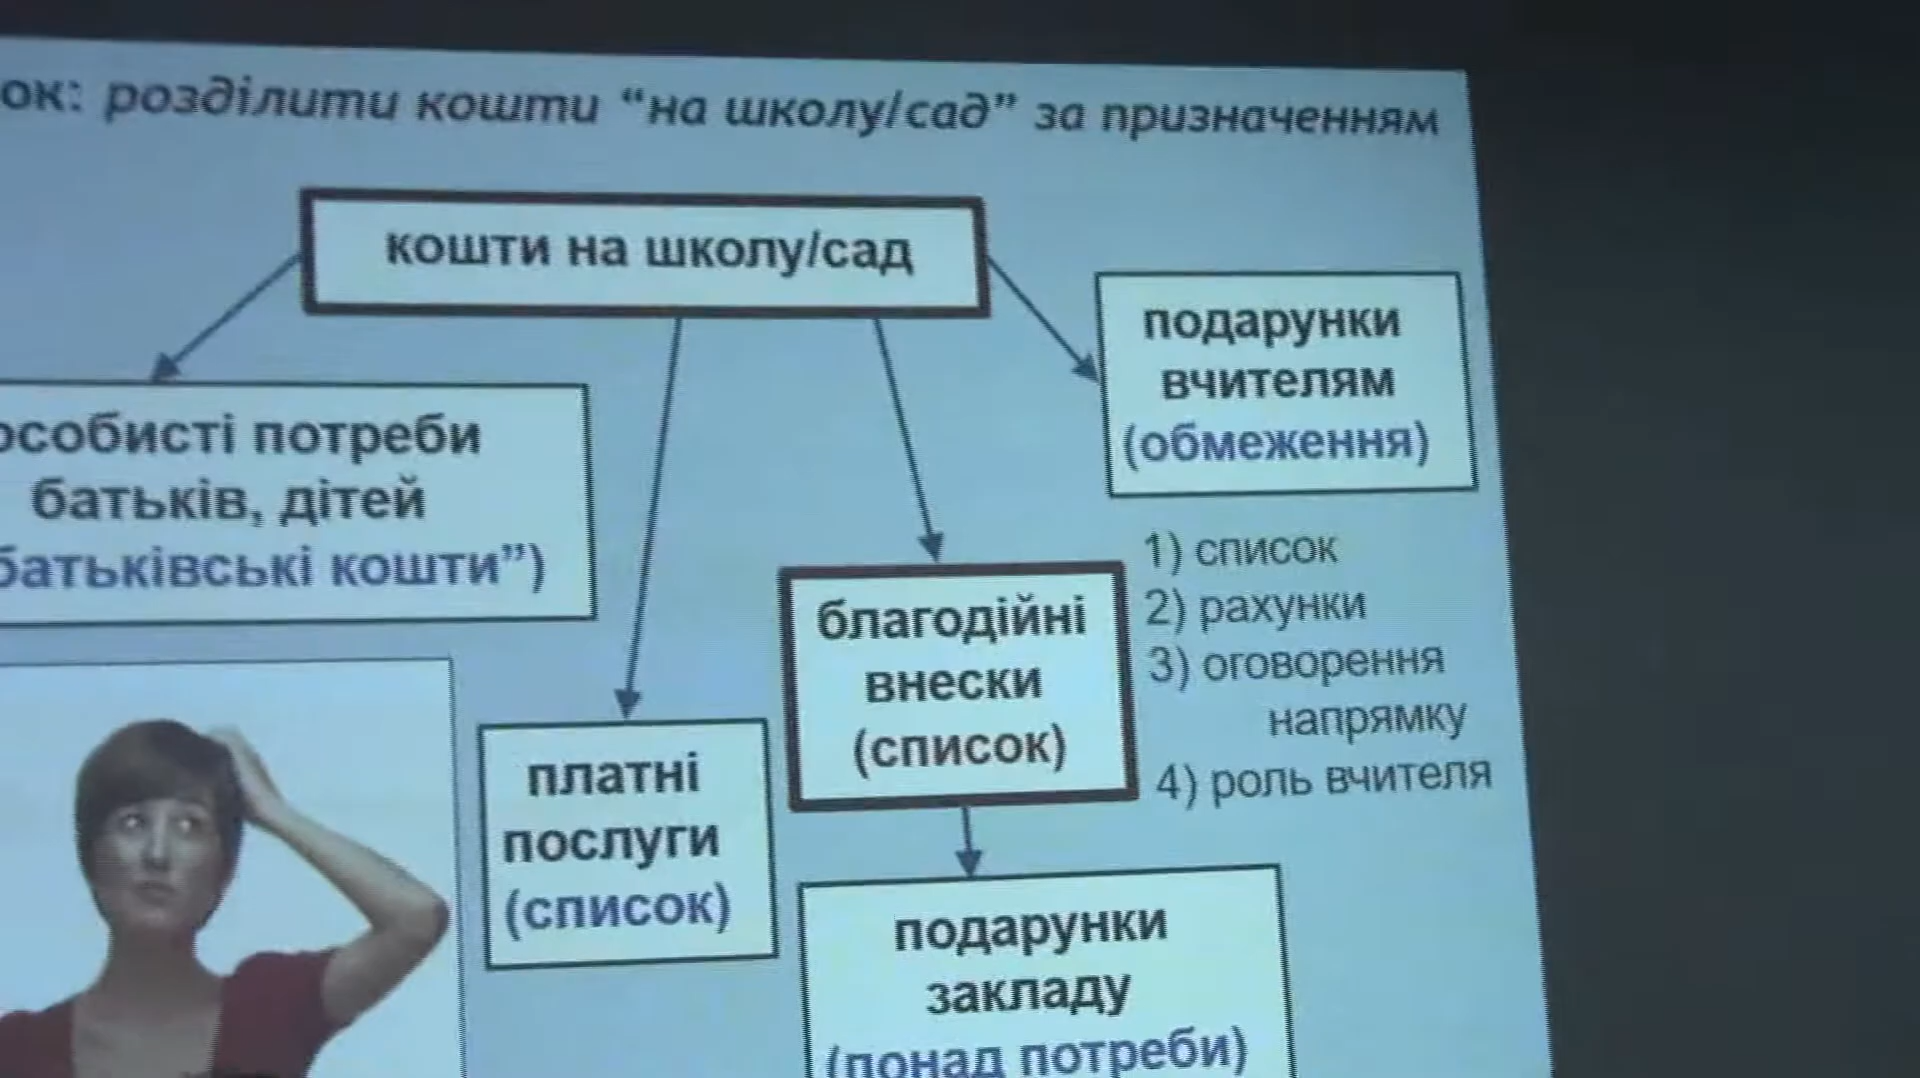 ок: розділити кошти “на школу/сад” за призначенням
кошти на школу/сад
подарунки
вчителям
(обмеження)
особисті потреби
батьків, дітей
батьківські кошти”)
1) список
2) рахунки
3) оговорення
напрямку
4) роль вчителя
благодійні
внески
(список)
платні
послуги
(список)
подарунки
закладу
(понад потреби)